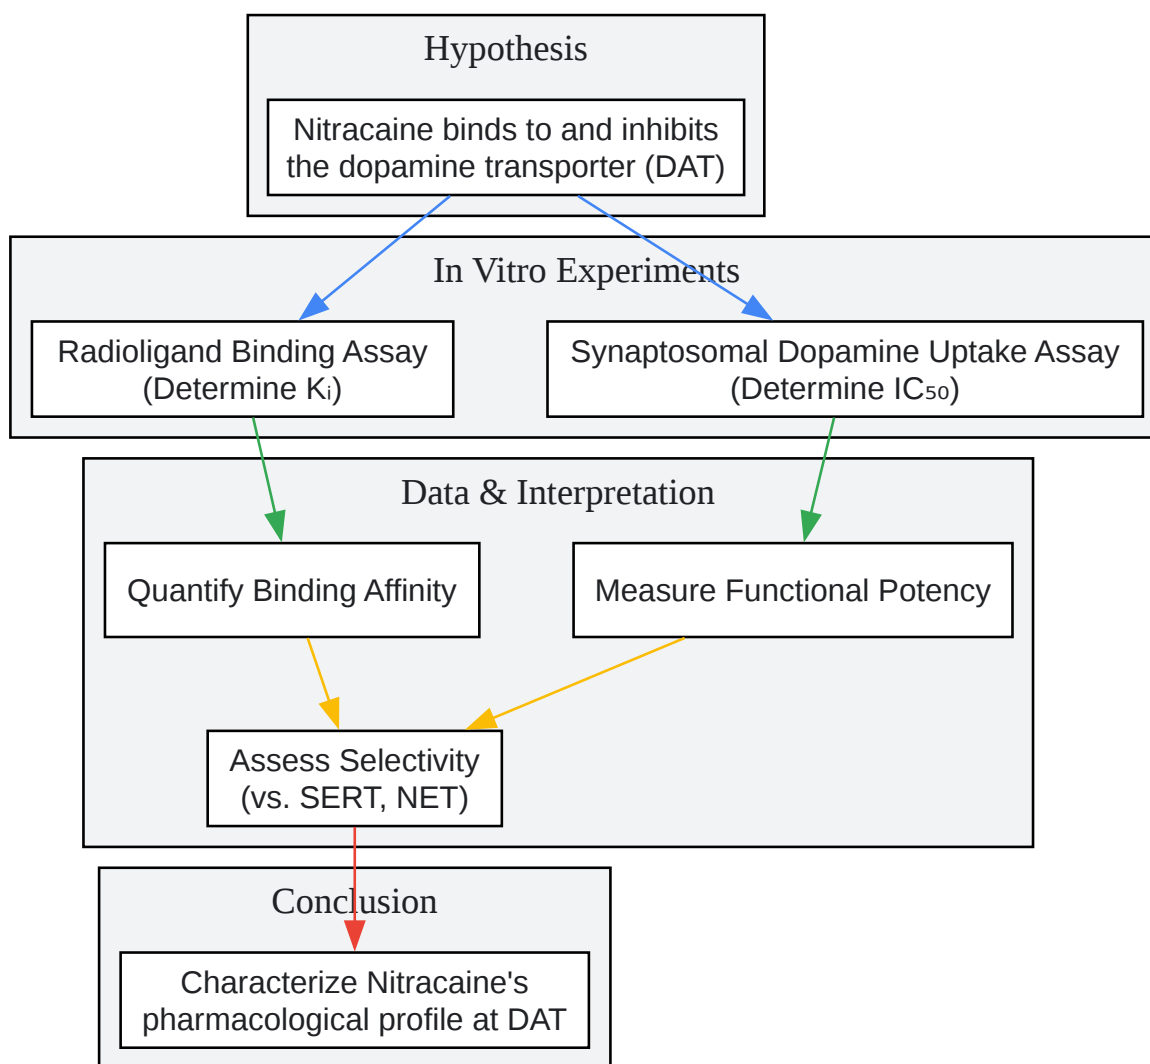 Hypothesis
Nitracaine binds to and inhibits
the dopamine transporter (DAT)
In Vitro Experiments
Radioligand Binding Assay
(Determine Kᵢ)
Synaptosomal Dopamine Uptake Assay
(Determine IC₅₀)
Data & Interpretation
Quantify Binding Affinity
Measure Functional Potency
Assess Selectivity
(vs. SERT, NET)
Conclusion
Characterize Nitracaine's
pharmacological profile at DAT